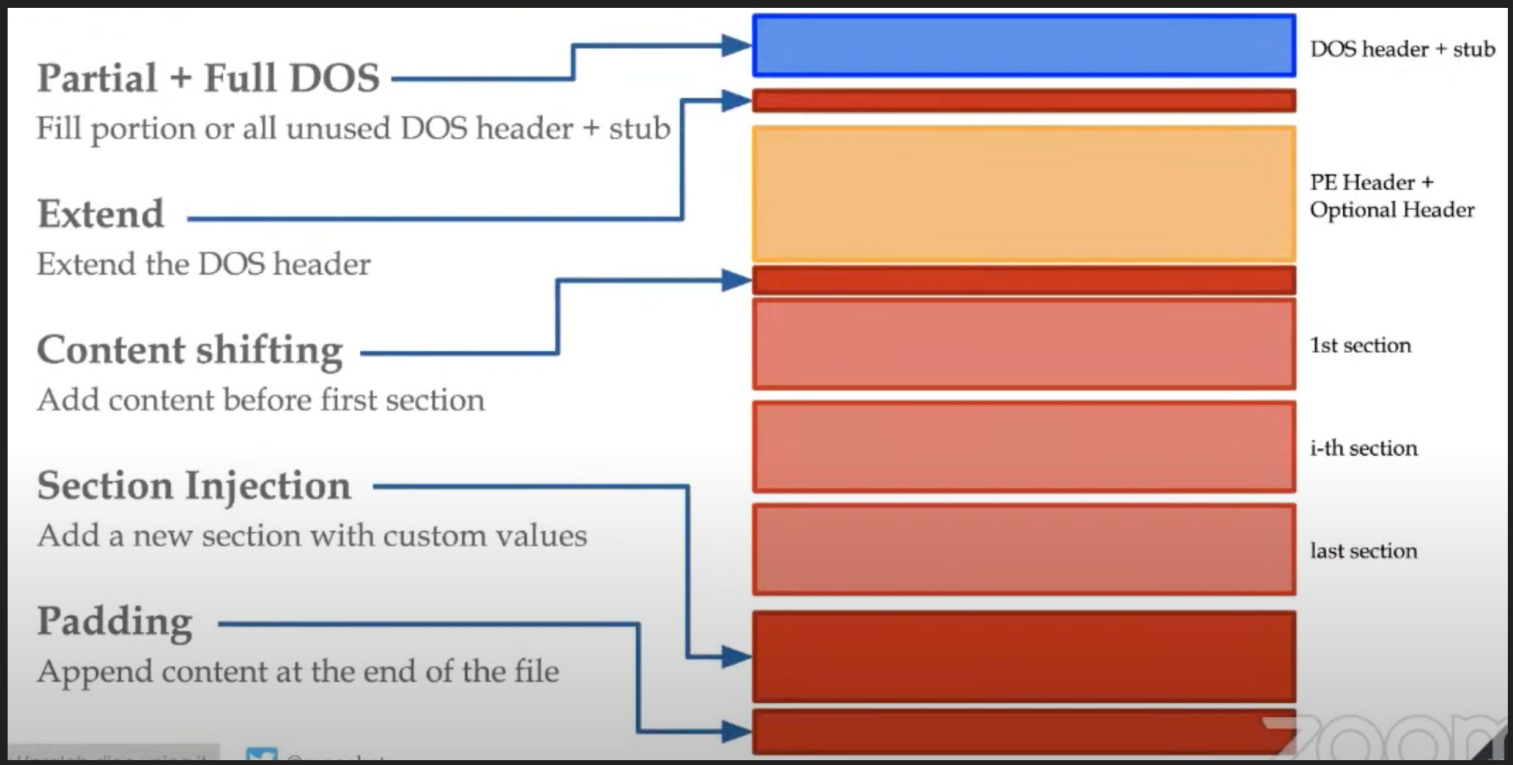 Partial + Full DOS
Fill portion or all unused DOS header + stub
Extend
Extend the DOS header
Content shifting
Add content before first section
Section Injection
Add a new section with custom values
Padding
Append content at the end of the file
DOS header + stub
PE Header +
Optional Header
1st section
i-th section
last section
zoom